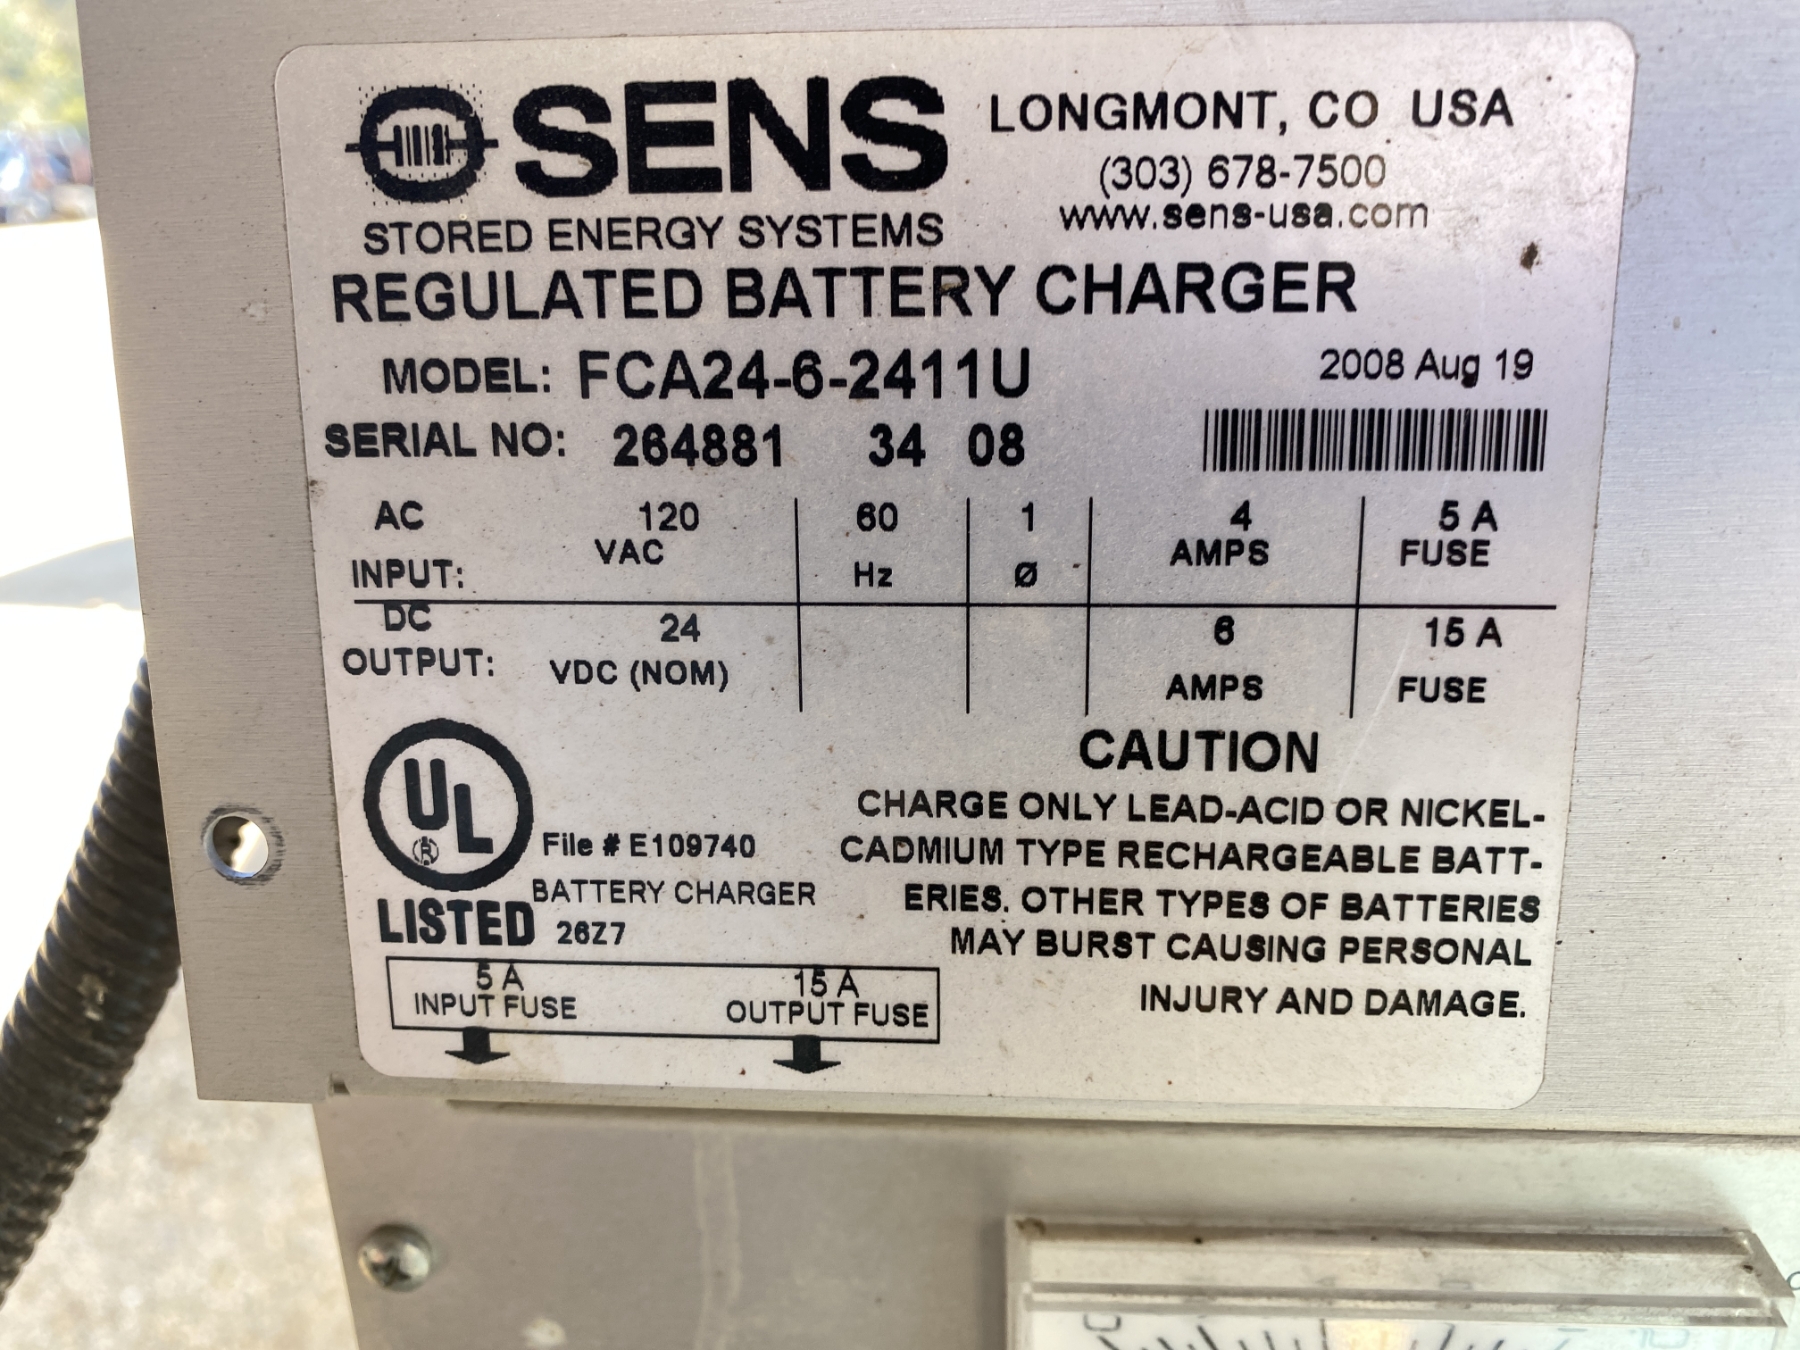 SENS
LONGMONT, CO USA
(303) 678-7500
www.sens-usa.com
STORED ENERGY SYSTEMS
REGULATED BATTERY CHARGER
MODEL: FCA24-6-2411U
2008 Aug 19
SERIAL NO: 264881 34 08
AC 120 60 1 4 5 A
INPUT: VAC Hz Ø AMPS FUSE
DC 24 6 15 A
OUTPUT: VDC (NOM) AMPS FUSE
UL
®
LISTED
File # E109740
BATTERY CHARGER
26Z7
CAUTION
CHARGE ONLY LEAD-ACID OR NICKEL-
CADMIUM TYPE RECHARGEABLE BATT-
ERIES. OTHER TYPES OF BATTERIES
MAY BURST CAUSING PERSONAL
INJURY AND DAMAGE.
5 A 15 A
INPUT FUSE OUTPUT FUSE